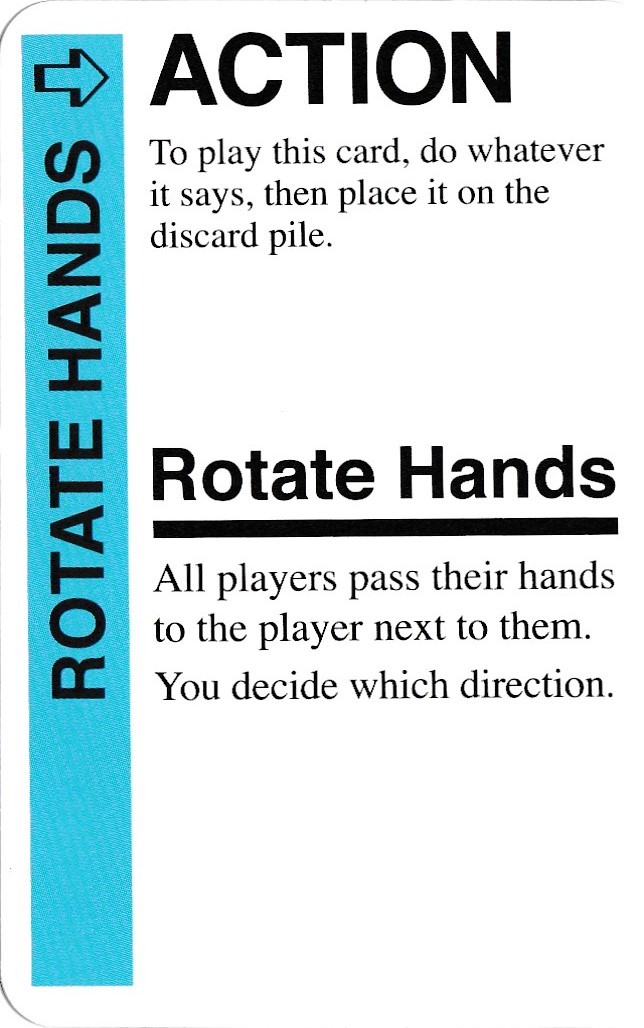 ROTATE HANDS
ACTION
To play this card, do whatever
it says, then place it on the
discard pile.
Rotate Hands
All players pass their hands
to the player next to them.
You decide which direction.